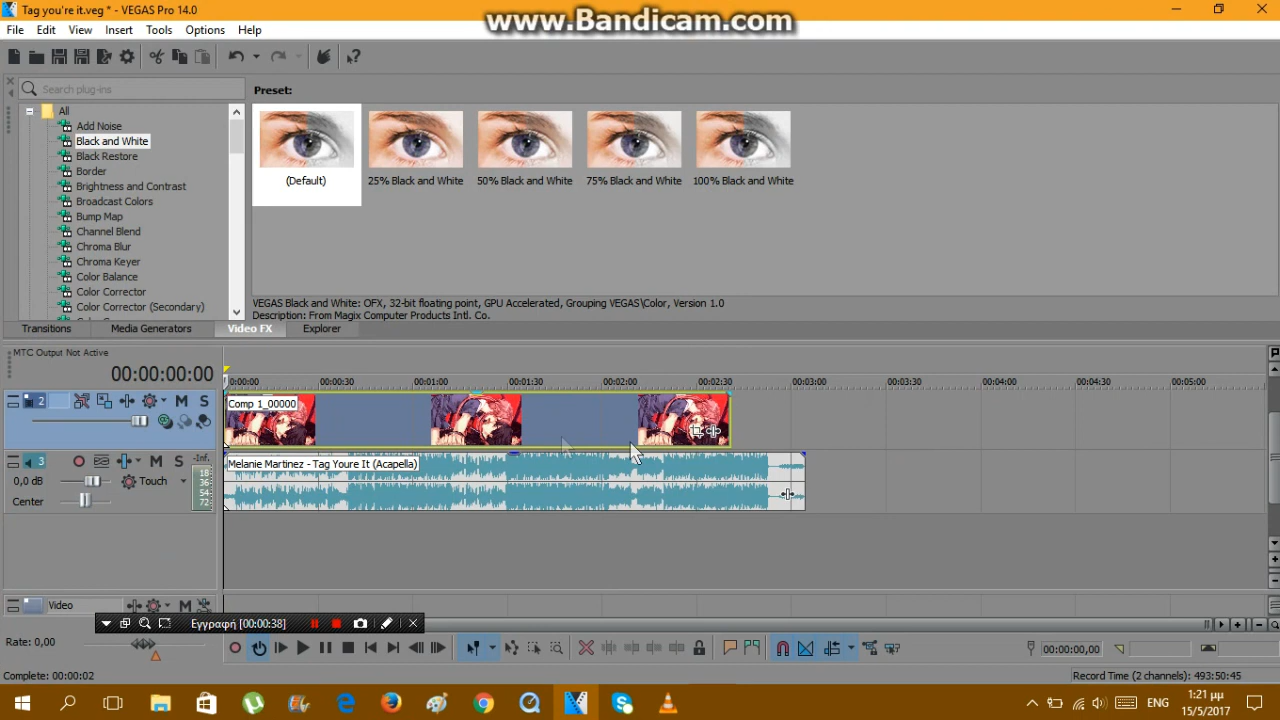 Tag you're it.veg * - VEGAS Pro 14.0
www.Bandicam.com
File Edit View Insert Tools Options Help
Search plug-ins
Preset:
All
Add Noise
Black and White
Black Restore
Border
Brightness and Contrast
Broadcast Colors
Bump Map
Channel Blend
Chroma Blur
Chroma Keyer
Color Balance
Color Corrector
Color Corrector (Secondary)
(Default) 25% Black and White 50% Black and White 75% Black and White 100% Black and White
VEGAS Black and White: OFX, 32-bit floating point, GPU Accelerated, Grouping VEGAS\Color, Version 1.0
Description: From Magix Computer Products Intl. Co.
Transitions Media Generators Video FX Explorer
MTC Output Not Active
00:00:00:00
0:00:00 00:00:30 00:01:00 00:01:30 00:02:00 00:02:30 00:03:00 00:03:30 00:04:00 00:04:30 00:05:00
2 M S
Comp 1_00000
3 M S -Inf.
Melanie Martinez - Tag Youre It (Acapella)
0,0 dB Touch
Center
18
36
54
72
Video M
Εγγραφή [00:00:38]
Rate: 0,00
00:00:00,00
Complete: 00:00:02
Record Time (2 channels): 493:50:45
ENG
1:21 μμ
15/5/2017